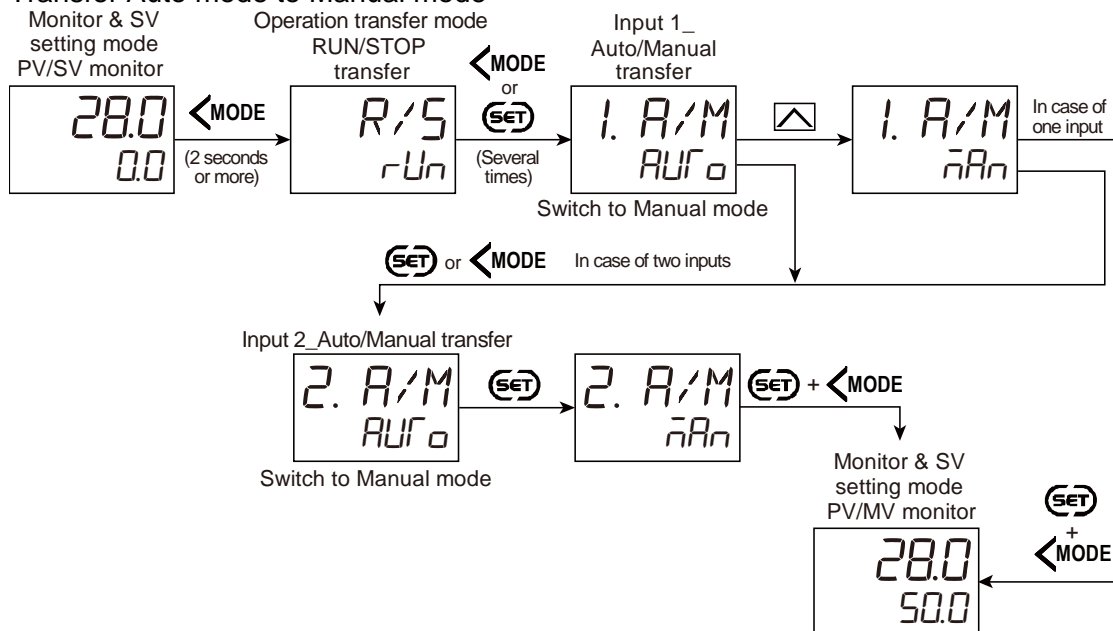 Transfer Auto mode to Manual mode
Monitor & SV
setting mode
PV/SV monitor
28.0
0.0
<MODE
(2 seconds
or more)
Operation transfer mode
RUN/STOP
transfer
R/S
rUn
<MODE
or
SET
(Several
times)
Input 1_
Auto/Manual
transfer
1. A/M
AUTo
Switch to Manual mode
1. A/M
mAn
In case of
one input
SET or <MODE In case of two inputs
Input 2_Auto/Manual transfer
2. A/M
AUTo
Switch to Manual mode
SET
2. A/M
mAn
SET + <MODE
Monitor & SV
setting mode
PV/MV monitor
28.0
50.0
SET
+
<MODE